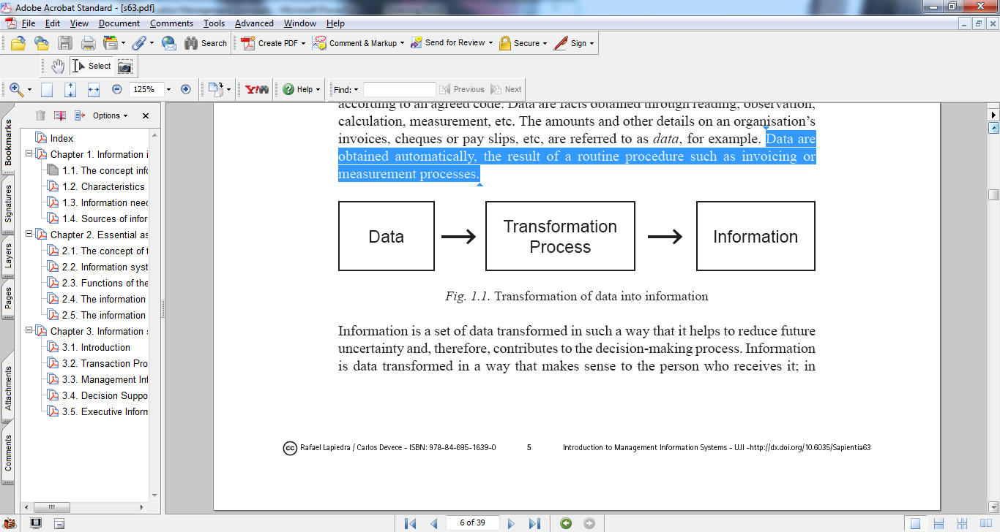 Adobe Acrobat Standard - [s63.pdf]
File Edit View Document Comments Tools Advanced Window Help
Search Create PDF Comment & Markup Send for Review Secure Sign
Select
125% Y! Help Find: Previous Next
Bookmarks
Signatures
Layers
Pages
Attachments
Comments
Options
Index
Chapter 1. Information i
1.1. The concept info
1.2. Characteristics
1.3. Information need
1.4. Sources of infor
Chapter 2. Essential as
2.1. The concept of t
2.2. Information syst
2.3. Functions of the
2.4. The information
2.5. The information
Chapter 3. Information s
3.1. Introduction
3.2. Transaction Pro
3.3. Management Inf
3.4. Decision Suppo
3.5. Executive Inform
according to an agreed code. Data are facts obtained through reading, observation,
calculation, measurement, etc. The amounts and other details on an organisation’s
invoices, cheques or pay slips, etc, are referred to as data, for example. Data are
obtained automatically, the result of a routine procedure such as invoicing or
measurement processes.
Data
Transformation
Process
Information
Fig. 1.1. Transformation of data into information
Information is a set of data transformed in such a way that it helps to reduce future
uncertainty and, therefore, contributes to the decision-making process. Information
is data transformed in a way that makes sense to the person who receives it; in
cc Rafael Lapiedra / Carlos Devece - ISBN: 978-84-695-1639-0 5 Introduction to Management Information Systems - UJI -http://dx.doi.org/10.6035/Sapientia63
6 of 39